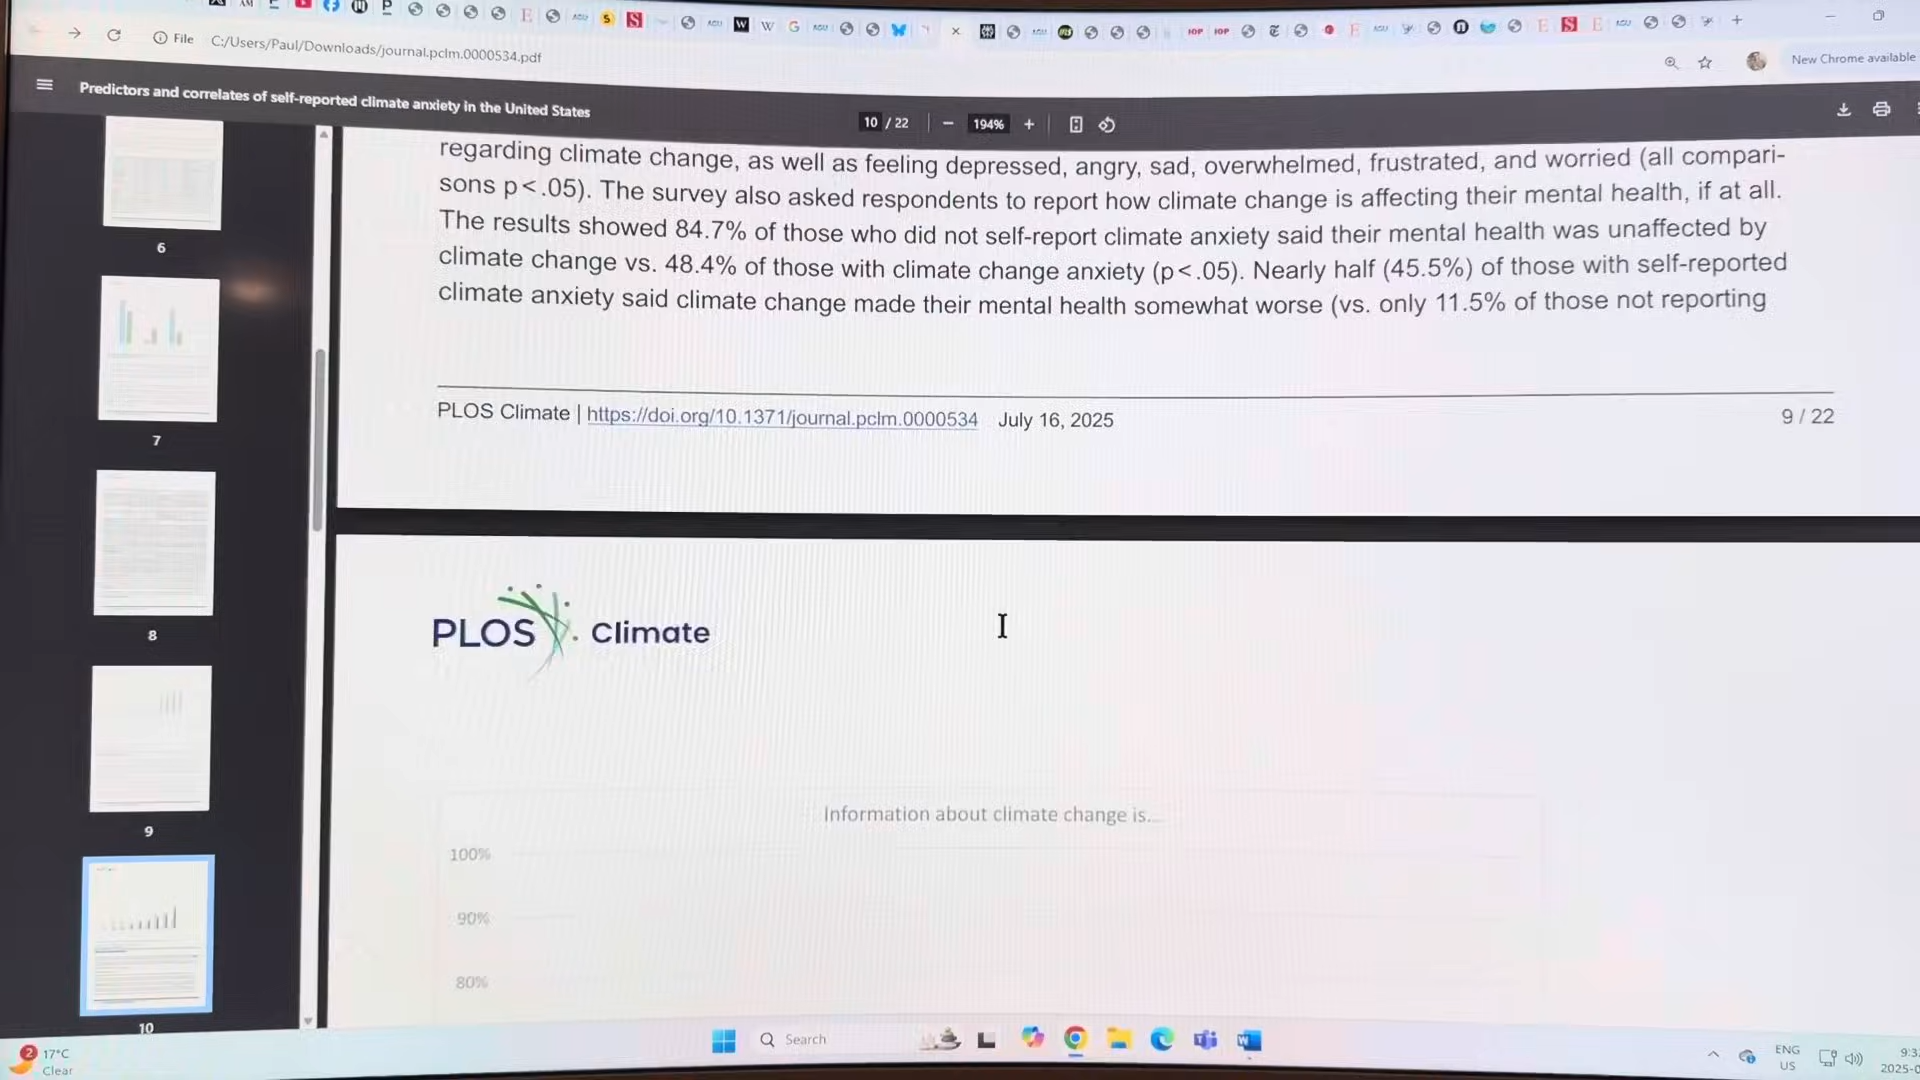 File C:/Users/Paul/Downloads/journal.pclm.0000534.pdf
New Chrome available
Predictors and correlates of self-reported climate anxiety in the United States
10 / 22 − 194% +
regarding climate change, as well as feeling depressed, angry, sad, overwhelmed, frustrated, and worried (all compari-
sons p < .05). The survey also asked respondents to report how climate change is affecting their mental health, if at all.
The results showed 84.7% of those who did not self-report climate anxiety said their mental health was unaffected by
climate change vs. 48.4% of those with climate change anxiety (p < .05). Nearly half (45.5%) of those with self-reported
climate anxiety said climate change made their mental health somewhat worse (vs. only 11.5% of those not reporting
PLOS Climate | https://doi.org/10.1371/journal.pclm.0000534 July 16, 2025
9 / 22
PLOS Climate
Information about climate change is...
100%
90%
80%
6
7
8
9
10
2
17°C
Clear
Search
ENG
US